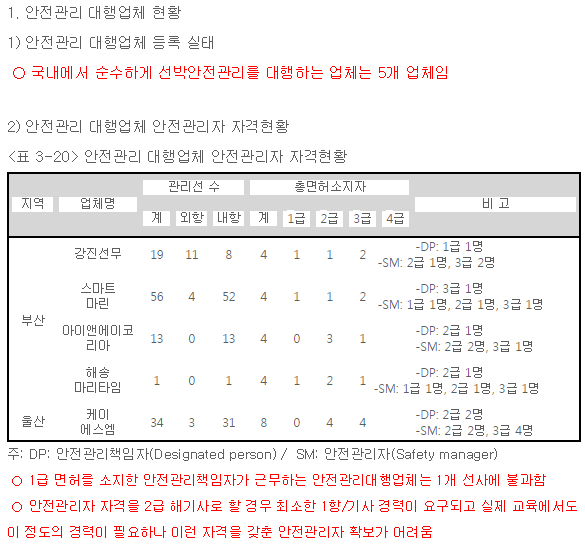 1. 안전관리 대행업체 현황
1) 안전관리 대행업체 등록 실태
○ 국내에서 순수하게 선박안전관리를 대행하는 업체는 5개 업체임
2) 안전관리 대행업체 안전관리자 자격현황
<표 3-20> 안전관리 대행업체 안전관리자 자격현황
지역 업체명 관리선 수 총면허소지자 비 고
계 외항 내항 계 1급 2급 3급 4급
부산
강진선무 19 11 8 4 1 1 2 -DP: 1급 1명
-SM: 2급 1명, 3급 2명
스마트
마린 56 4 52 4 1 1 2 -DP: 3급 1명
-SM: 1급 1명, 2급 1명, 3급 1명
아이앤에이코
리아 13 0 13 4 0 3 1 -DP: 2급 1명
-SM: 2급 2명, 3급 1명
해송
마리타임 1 0 1 4 1 2 1 -DP: 2급 1명
-SM: 1급 1명, 2급 1명, 3급 1명
울산 케이
에스엠 34 3 31 8 0 4 4 -DP: 2급 2명
-SM: 2급 2명, 3급 4명
주: DP: 안전관리책임자(Designated person) / SM: 안전관리자(Safety manager)
○ 1급 면허를 소지한 안전관리책임자가 근무하는 안전관리대행업체는 1개 선사에 불과함
○ 안전관리자 자격을 2급 해기사로 할 경우 최소한 1항/기사 경력이 요구되고 실제 교육에서도
이 정도의 경력이 필요하나 이런 자격을 갖춘 안전관리자 확보가 어려움